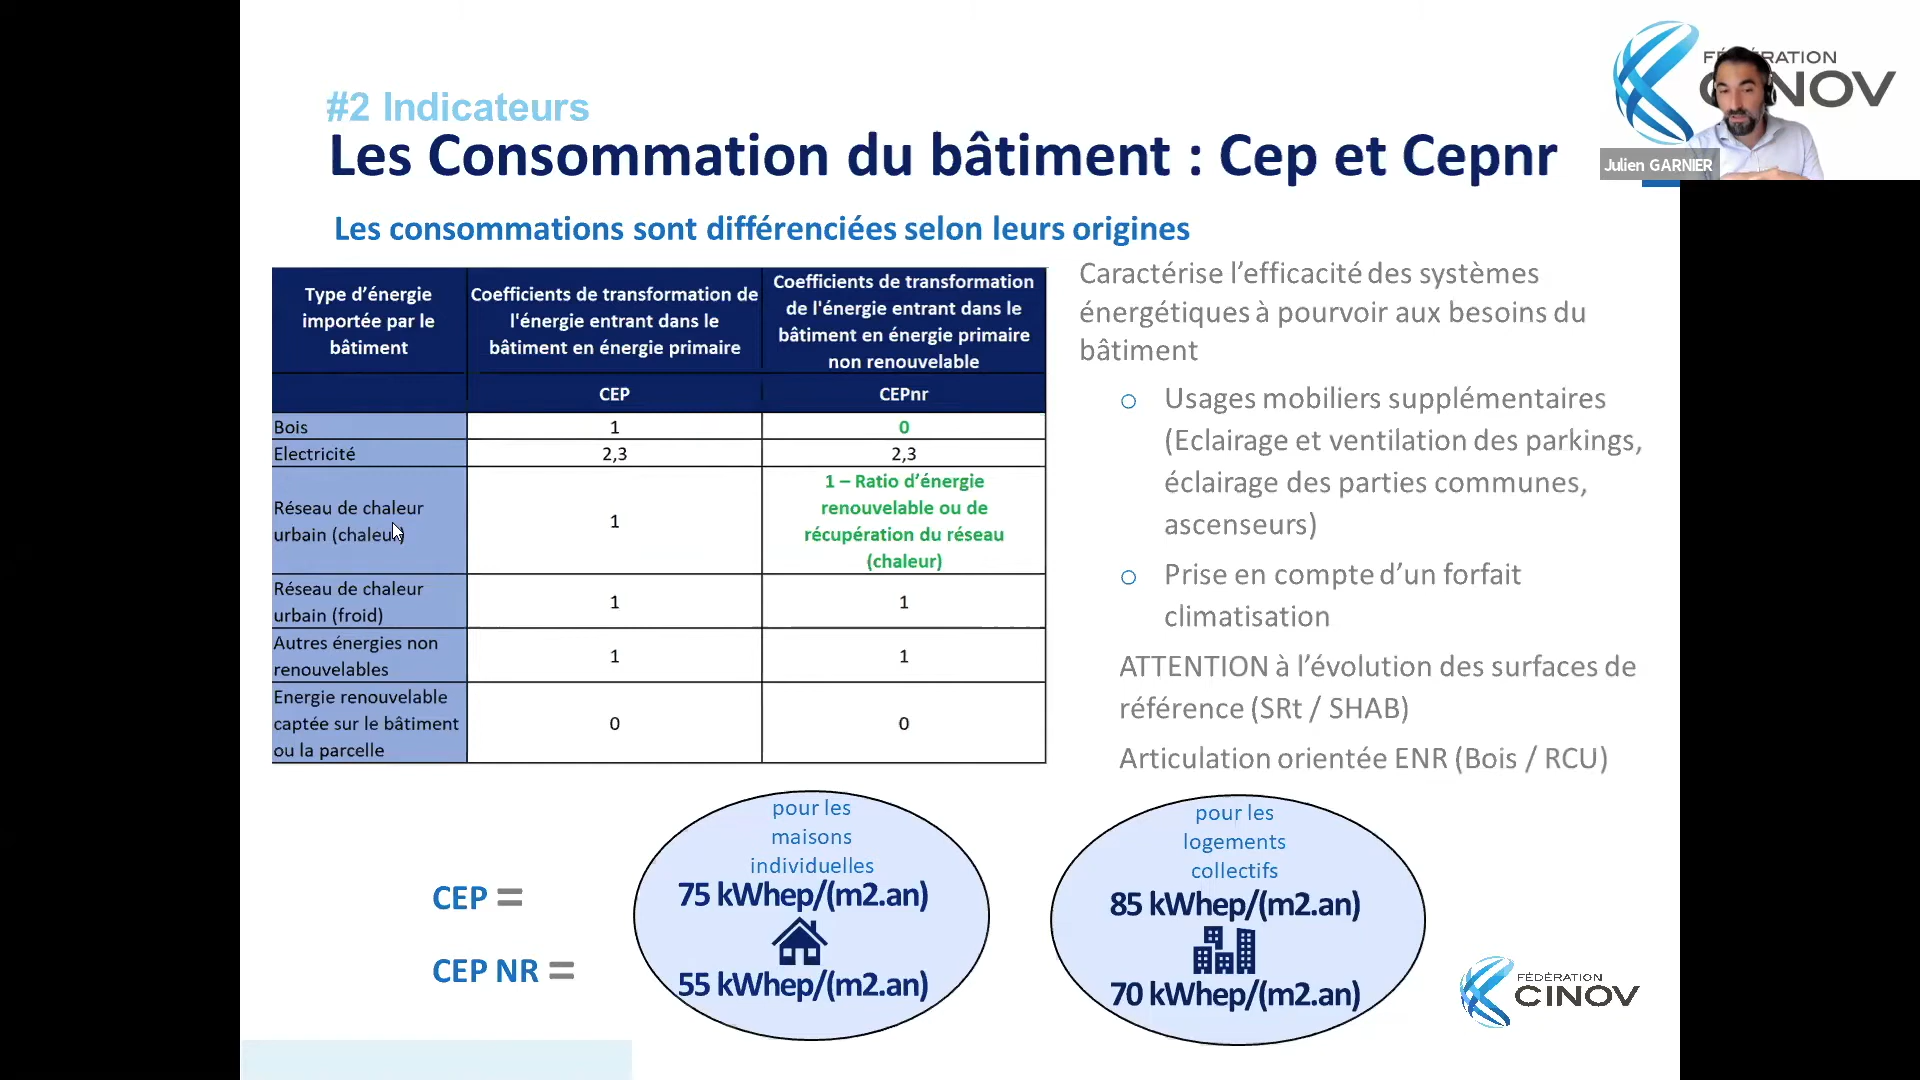 #2 Indicateurs
Les Consommation du bâtiment : Cep et Cepnr
FÉDÉRATION
CINOV
Julien GARNIER
Les consommations sont différenciées selon leurs origines
Type d’énergie
importée par le
bâtiment
Coefficients de transformation de
l'énergie entrant dans le
bâtiment en énergie primaire
Coefficients de transformation
de l'énergie entrant dans le
bâtiment en énergie primaire
non renouvelable
CEP
CEPnr
Bois
1
0
Electricité
2,3
2,3
Réseau de chaleur
urbain (chaleur)
1
1 – Ratio d’énergie
renouvelable ou de
récupération du réseau
(chaleur)
Réseau de chaleur
urbain (froid)
1
1
Autres énergies non
renouvelables
1
1
Energie renouvelable
captée sur le bâtiment
ou la parcelle
0
0
Caractérise l’efficacité des systèmes
énergétiques à pourvoir aux besoins du
bâtiment
o Usages mobiliers supplémentaires
(Eclairage et ventilation des parkings,
éclairage des parties communes,
ascenseurs)
o Prise en compte d’un forfait
climatisation
ATTENTION à l’évolution des surfaces de
référence (SRt / SHAB)
Articulation orientée ENR (Bois / RCU)
CEP =
CEP NR =
pour les
maisons
individuelles
75 kWhep/(m2.an)
55 kWhep/(m2.an)
pour les
logements
collectifs
85 kWhep/(m2.an)
70 kWhep/(m2.an)
FÉDÉRATION
CINOV